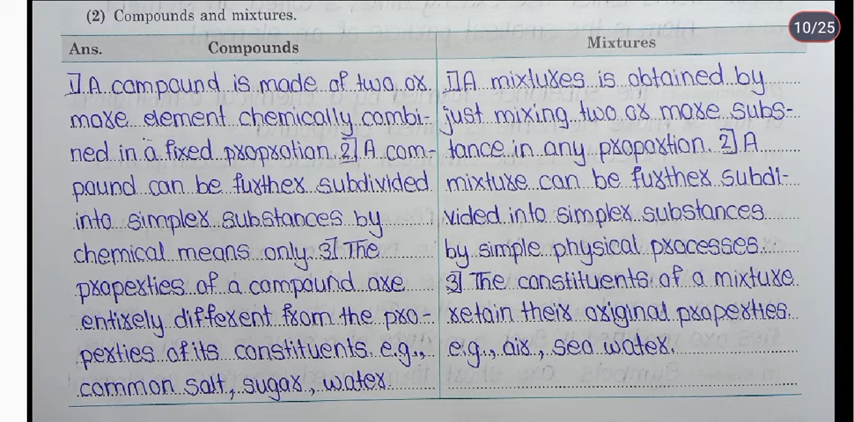 10/25
(2) Compounds and mixtures.
Ans. Compounds
1] A compound is made of two or
more element chemically combi-
ned in a fixed proprotion. 2] A com-
pound can be further subdivided
into simpler substances by
chemical means only. 3] The
properties of a compound are
entirely different from the pro-
perties of its constituents. e.g.,
common salt, sugar, water.
Mixtures
1] A mixtures is obtained by
just mixing two or more subs-
tance in any proportion. 2] A
mixture can be further subdi-
vided into simpler substances
by simple physical processes.
3] The constituents of a mixture
retain their original properties.
e.g., air, sea water.